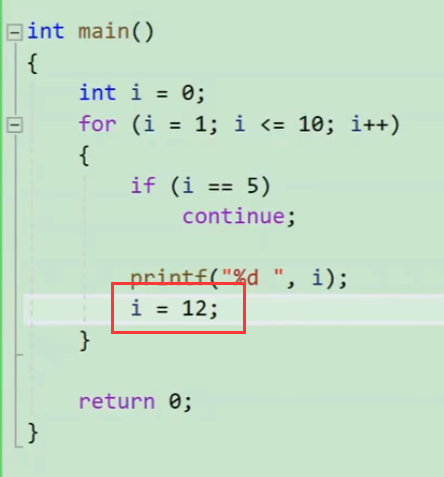 int main()
{
    int i = 0;
    for (i = 1; i <= 10; i++)
    {
        if (i == 5)
            continue;

        printf("%d ", i);
        i = 12;
    }

    return 0;
}